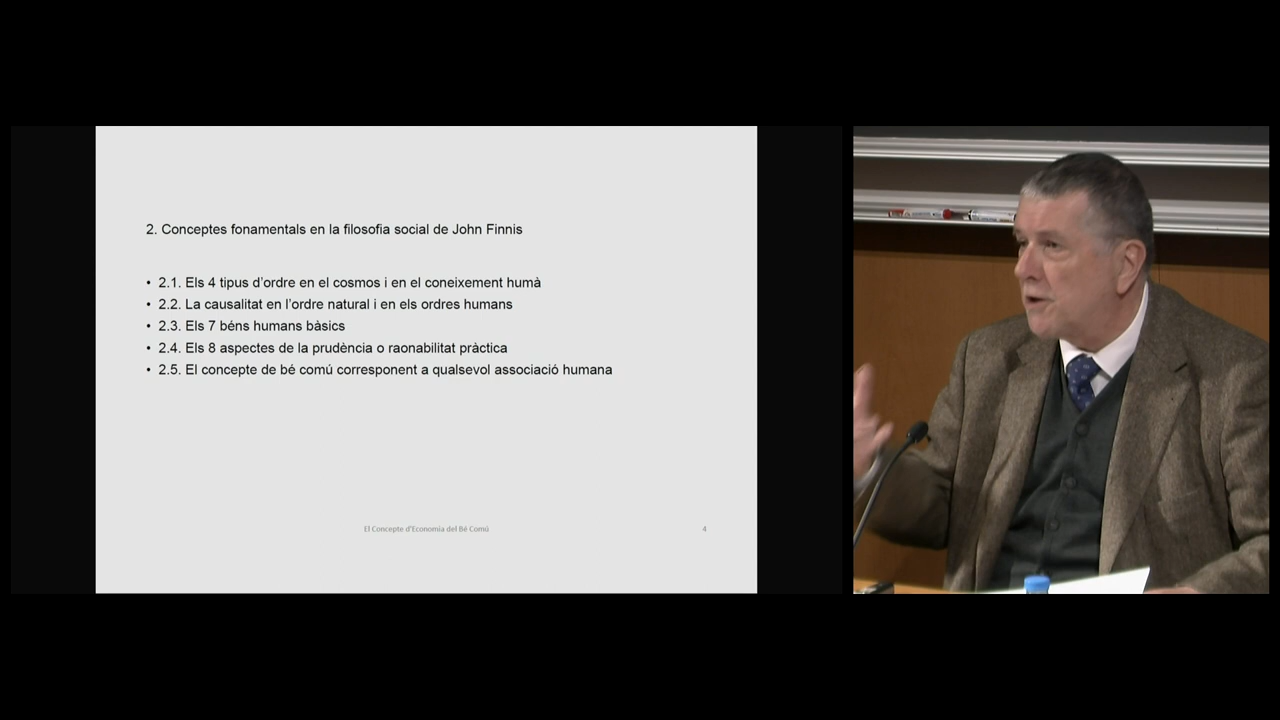 2. Conceptes fonamentals en la filosofia social de John Finnis
• 2.1. Els 4 tipus d'ordre en el cosmos i en el coneixement humà
• 2.2. La causalitat en l'ordre natural i en els ordres humans
• 2.3. Els 7 béns humans bàsics
• 2.4. Els 8 aspectes de la prudència o raonabilitat pràctica
• 2.5. El concepte de bé comú corresponent a qualsevol associació humana
El Concepte d'Economia del Bé Comú
4